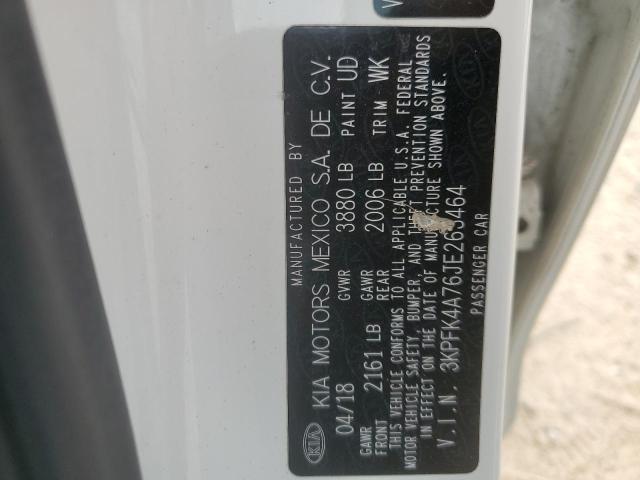 MANUFACTURED BY
KIA KIA MOTORS MEXICO S.A. DE C.V.
04/18 GVWR 3880 LB PAINT UD
GAWR FRONT 2161 LB GAWR REAR 2006 LB TRIM WK
THIS VEHICLE CONFORMS TO ALL APPLICABLE U.S.A. FEDERAL
MOTOR VEHICLE SAFETY, BUMPER, AND THEFT PREVENTION STANDARDS
IN EFFECT ON THE DATE OF MANUFACTURE SHOWN ABOVE.
V.I.N.
PASSENGER CAR